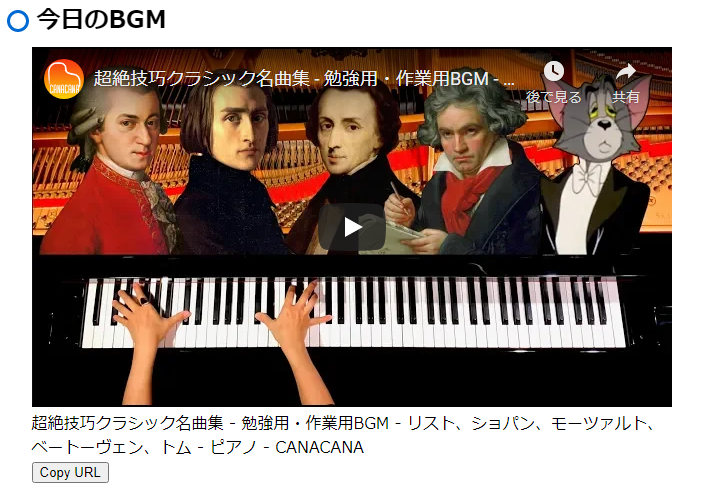 今日のBGM
CANACANA
超絶技巧クラシック名曲集 - 勉強用・作業用BGM - ...
後で見る
共有
超絶技巧クラシック名曲集 - 勉強用・作業用BGM - リスト、ショパン、モーツァルト、
ベートーヴェン、トム - ピアノ - CANACANA
Copy URL